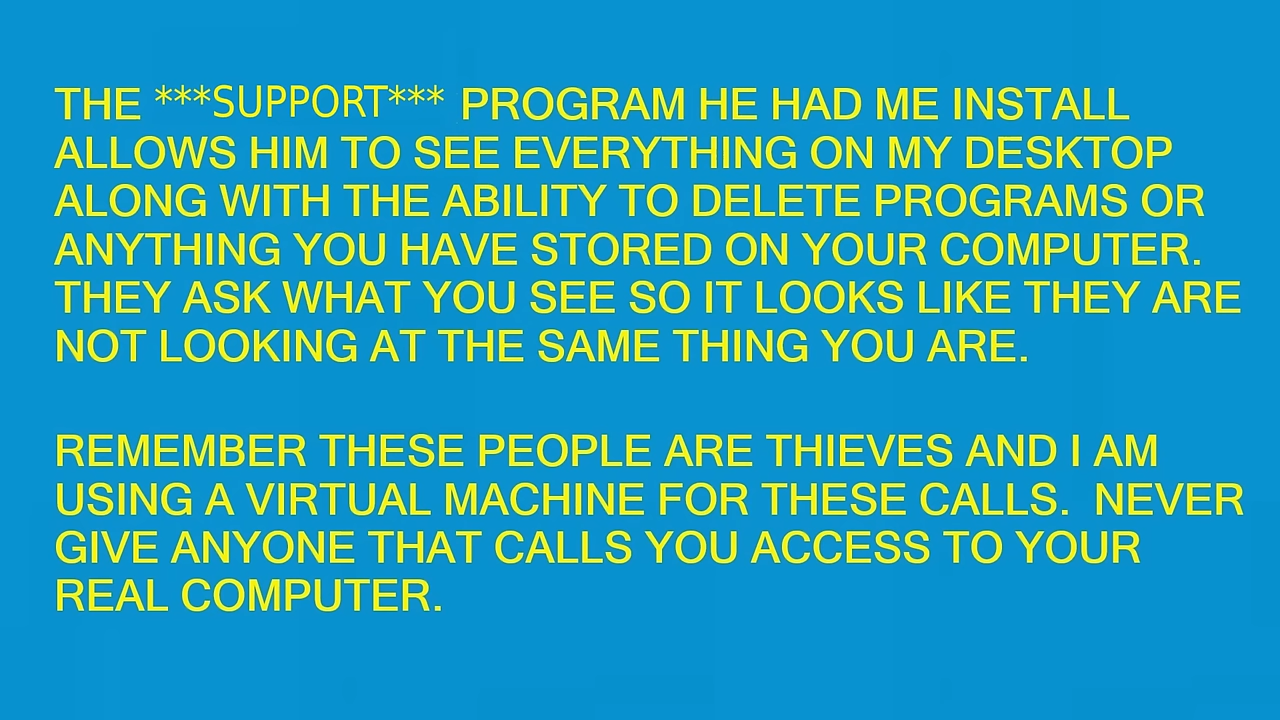 THE ***SUPPORT*** PROGRAM HE HAD ME INSTALL
ALLOWS HIM TO SEE EVERYTHING ON MY DESKTOP
ALONG WITH THE ABILITY TO DELETE PROGRAMS OR
ANYTHING YOU HAVE STORED ON YOUR COMPUTER.
THEY ASK WHAT YOU SEE SO IT LOOKS LIKE THEY ARE
NOT LOOKING AT THE SAME THING YOU ARE.
REMEMBER THESE PEOPLE ARE THIEVES AND I AM
USING A VIRTUAL MACHINE FOR THESE CALLS.  NEVER
GIVE ANYONE THAT CALLS YOU ACCESS TO YOUR
REAL COMPUTER.